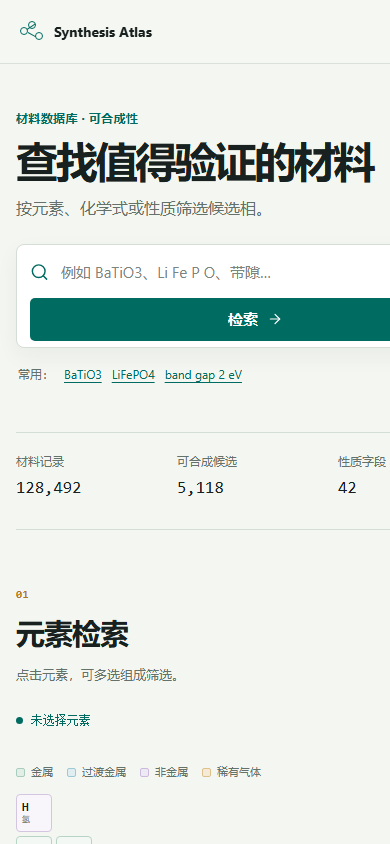 Synthesis Atlas
材料数据库 · 可合成性
查找值得验证的材料
按元素、化学式或性质筛选候选相。
例如 BaTiO3、Li Fe P O、带隙...
检索 →
常用： BaTiO3 LiFePO4 band gap 2 eV
材料记录 可合成候选 性质字段
128,492 5,118 42
01
元素检索
点击元素，可多选组成筛选。
未选择元素
金属 过渡金属 非金属 稀有气体
H
氢